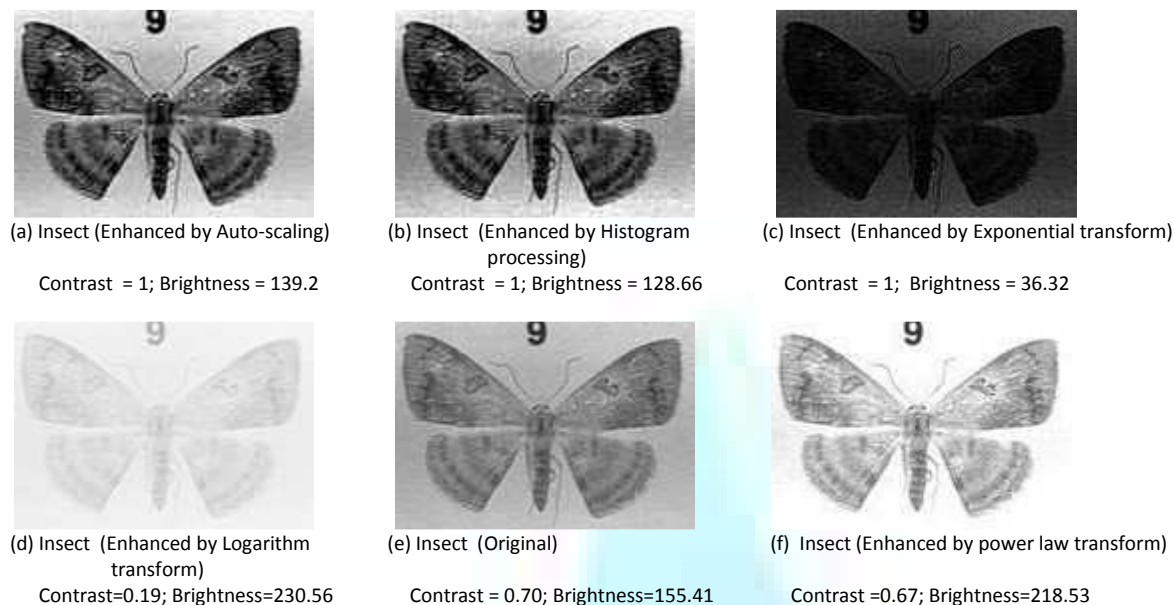 9 9 9
(a) Insect (Enhanced by Auto-scaling)
Contrast = 1; Brightness = 139.2
(b) Insect (Enhanced by Histogram
processing)
Contrast = 1; Brightness = 128.66
(c) Insect (Enhanced by Exponential transform)
Contrast = 1; Brightness = 36.32
9 9 9
(d) Insect (Enhanced by Logarithm
transform)
Contrast=0.19; Brightness=230.56
(e) Insect (Original)
Contrast = 0.70; Brightness=155.41
(f) Insect (Enhanced by power law transform)
Contrast =0.67; Brightness=218.53